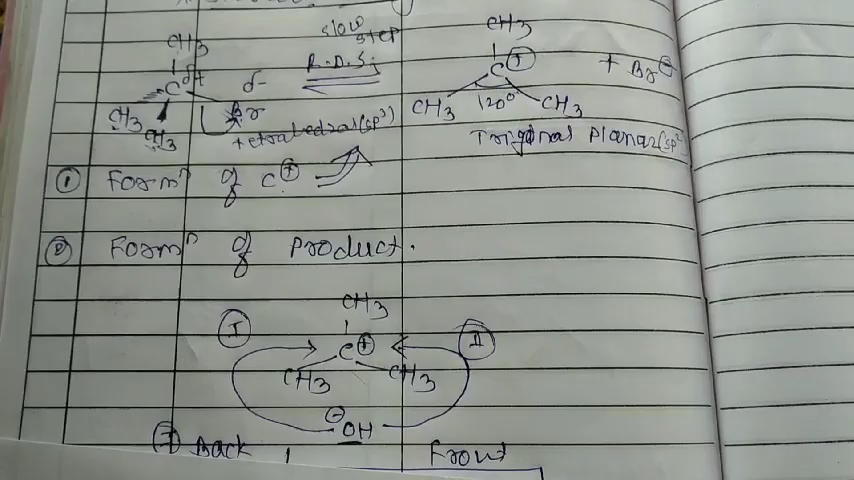 CH3
slow step
R.D.S.
C δ+
δ-
Br
CH3
CH3
tetrahedral (sp3)
CH3
C +
+ Br ⊖
CH3 120° CH3
Trigonal Planar (sp2)
① Formn of C +
② Formn of Product.
CH3
I
C +
II
CH3 CH3
⊖
OH
I Back
Front